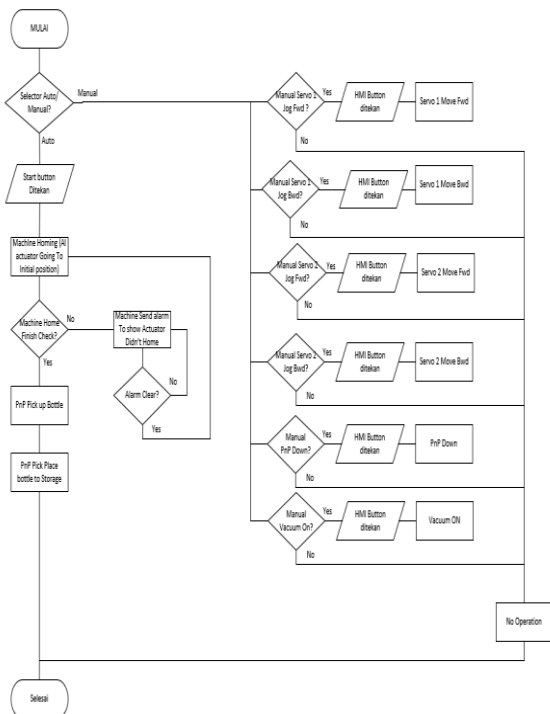 MULAI
Selector Auto/
Manual?
Manual
Auto
Start button
Ditekan
Machine Homing (Al
actuator Going To
Initial position)
Machine Home
Finish Check?
No
Yes
Machine Send alarm
To show Actuator
Didn't Home
Alarm Clear?
No
Yes
PnP Pick up Bottle
PnP Pick Place
bottle to Storage
Selesai
Manual Servo 1
Jog Fwd ?
Yes
No
HMI Button
ditekan
Servo 1 Move Fwd
Manual Servo 1
Jog Bwd?
Yes
No
HMI Button
ditekan
Servo 1 Move Bwd
Manual Servo 2
Jog Fwd?
Yes
No
HMI Button
ditekan
Servo 2 Move Fwd
Manual Servo 2
Jog Bwd?
Yes
No
HMI Button
ditekan
Servo 2 Move Bwd
Manual
PnP Down?
Yes
No
HMI Button
ditekan
PnP Down
Manual
Vacuum On?
Yes
No
HMI Button
ditekan
Vacuum ON
No Operation